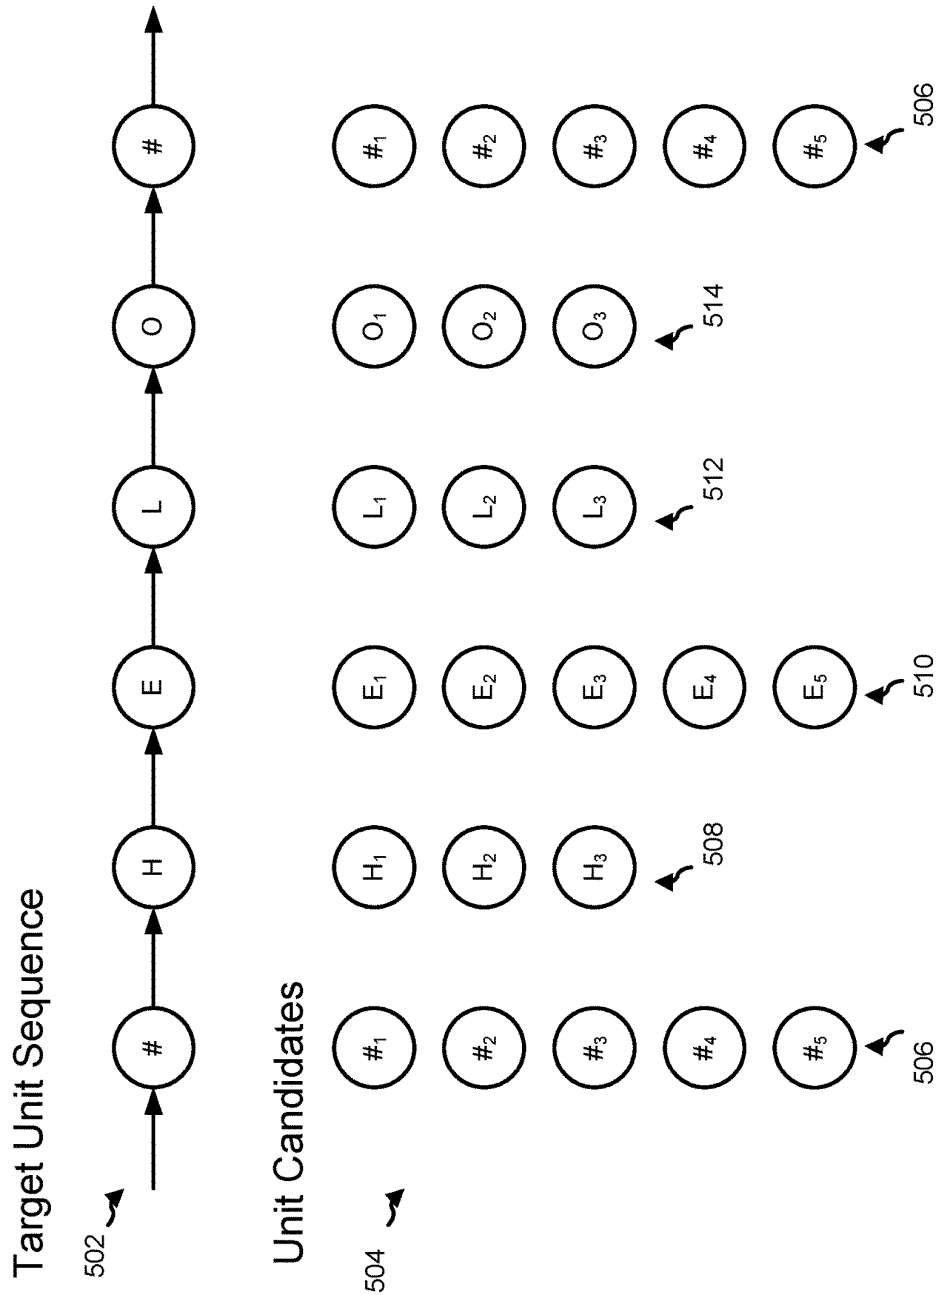 Target Unit Sequence
502
# H E L O #
Unit Candidates
504
#1 H1 E1 L1 O1 #1
#2 H2 E2 L2 O2 #2
#3 H3 E3 L3 O3 #3
508 512 514
#4 E4 #4
#5 E5 #5
506 510 506